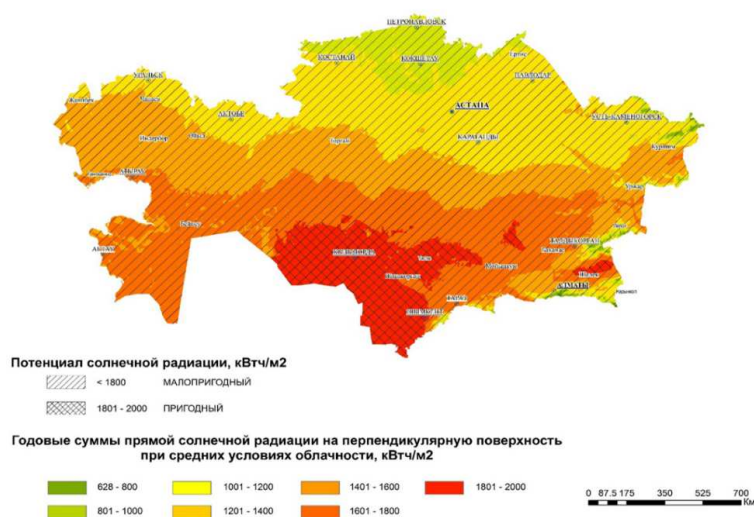 ПЕТРОПАВЛОВСК
КОСТАНАЙ
КОКШЕТАУ
ПАВЛОДАР
УРАЛЬСК
АСТАНА
АКТОБЕ
УСТЬ-КАМЕНОГОРСК
КАРАГАНДЫ
АТЫРАУ
АКТАУ
КЫЗЫЛОРДА
ТАЛДЫКОРГАН
АЛМАТЫ
ТАРАЗ
ШЫМКЕНТ
Потенциал солнечной радиации, кВтч/м2
< 1800 МАЛОПРИГОДНЫЙ
1801 - 2000 ПРИГОДНЫЙ
Годовые суммы прямой солнечной радиации на перпендикулярную поверхность
при средних условиях облачности, кВтч/м2
628 - 800 1001 - 1200 1401 - 1600 1801 - 2000
801 - 1000 1201 - 1400 1601 - 1800
0 87.5 175 350 525 700
Км